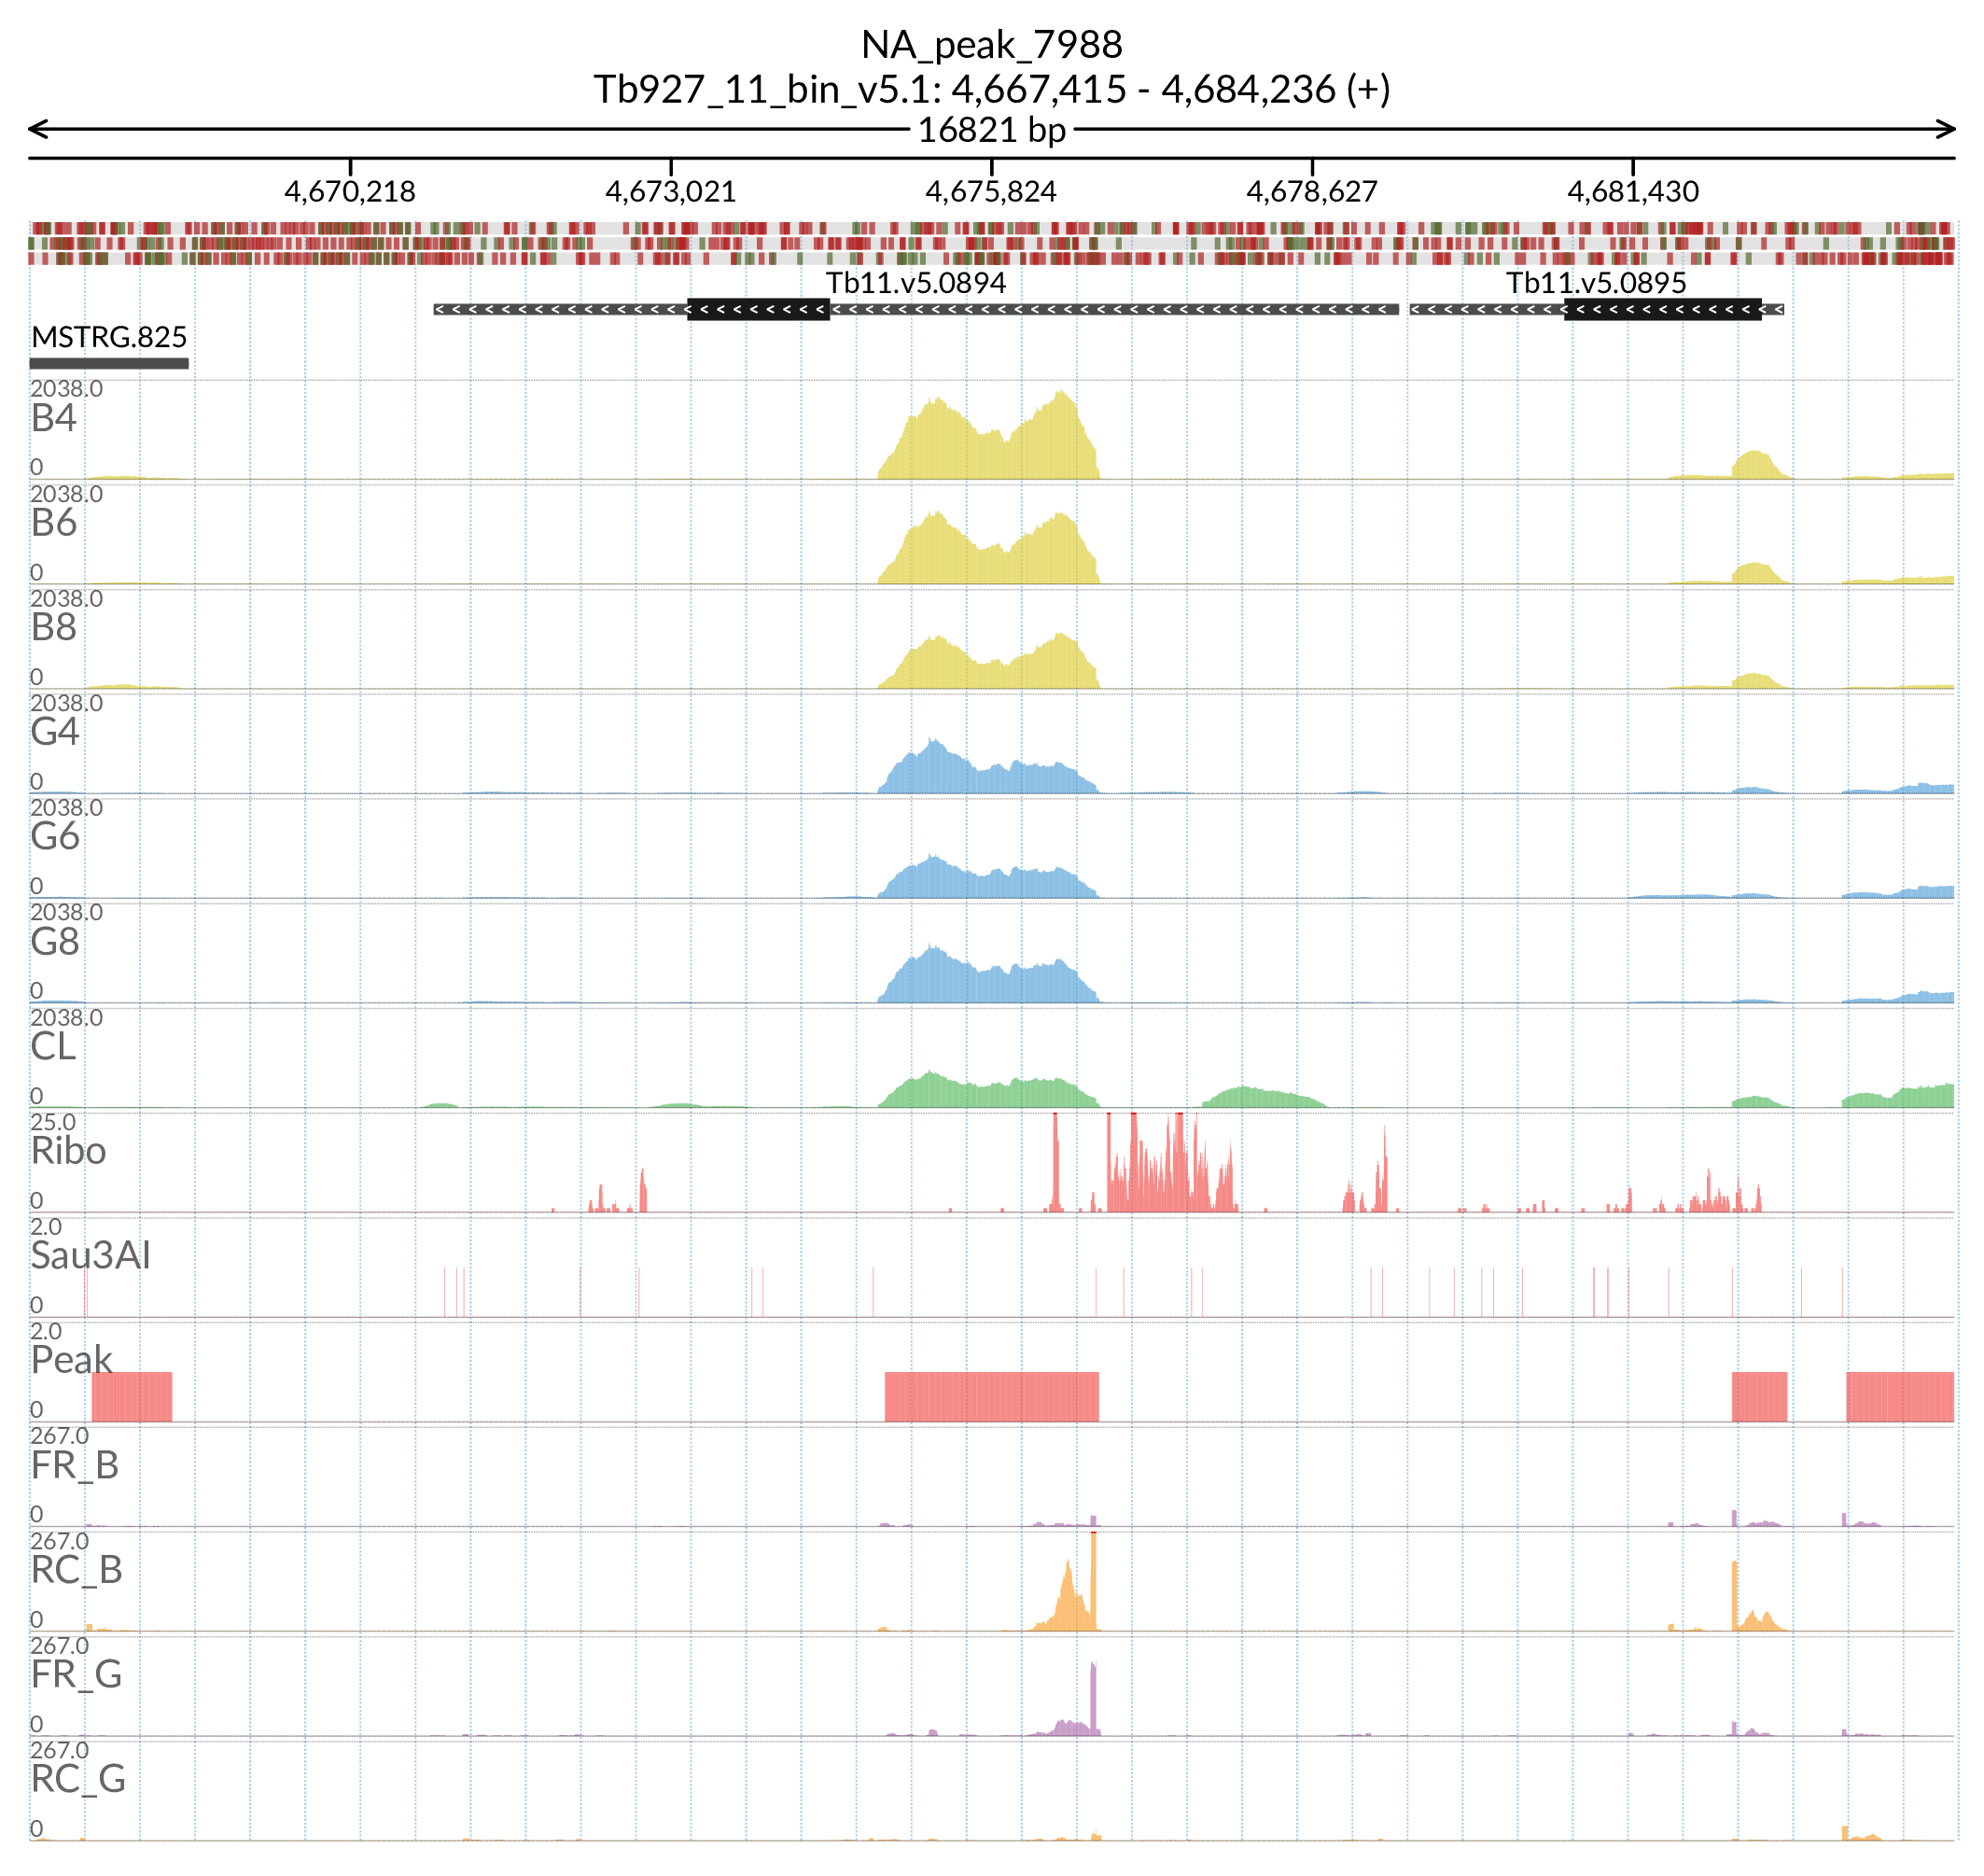 NA_peak_7988
Tb927_11_bin_v5.1: 4,667,415 - 4,684,236 (+)
16821 bp
4,670,218 4,673,021 4,675,824 4,678,627 4,681,430
Tb11.v5.0894 Tb11.v5.0895
MSTRG.825
2038.0
B4
0
2038.0
B6
0
2038.0
B8
0
2038.0
G4
0
2038.0
G6
0
2038.0
G8
0
2038.0
CL
0
25.0
Ribo
0
2.0
Sau3AI
0
2.0
Peak
0
267.0
FR_B
0
267.0
RC_B
0
267.0
FR_G
0
267.0
RC_G
0